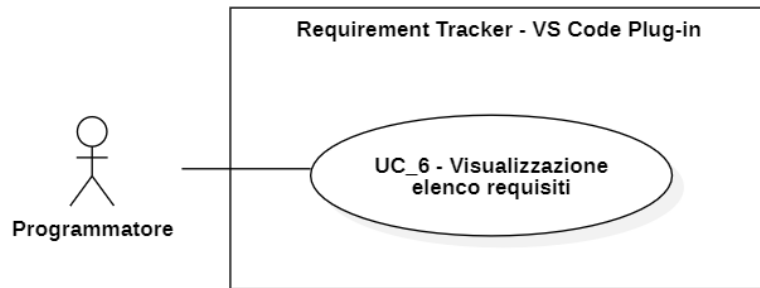 Requirement Tracker - VS Code Plug-in
UC_6 - Visualizzazione
elenco requisiti
Programmatore